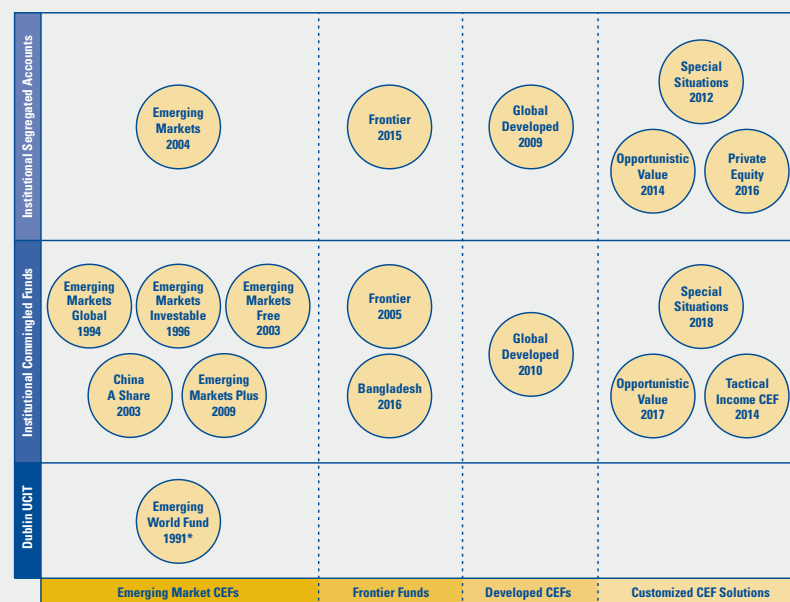 Institutional Segregated Accounts
Emerging
Markets
2004
Frontier
2015
Global
Developed
2009
Special
Situations
2012
Opportunistic
Value
2014
Private
Equity
2016
Institutional Commingled Funds
Emerging
Markets
Global
1994
Emerging
Markets
Investable
1996
Emerging
Markets
Free
2003
China
A Share
2003
Emerging
Markets Plus
2009
Frontier
2005
Bangladesh
2016
Global
Developed
2010
Special
Situations
2018
Opportunistic
Value
2017
Tactical
Income CEF
2014
Dublin UCIT
Emerging
World Fund
1991*
Emerging Market CEFs
Frontier Funds
Developed CEFs
Customized CEF Solutions